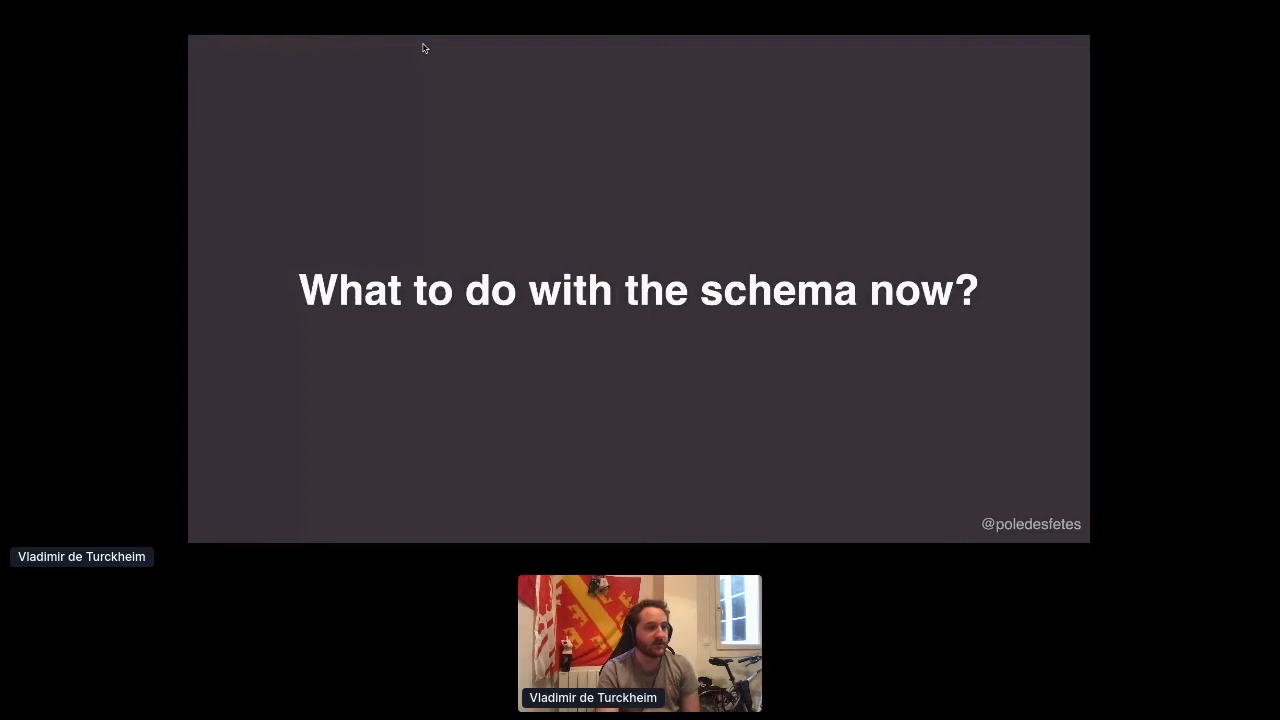 What to do with the schema now?
@poledesfetes
Vladimir de Turckheim
Vladimir de Turckheim